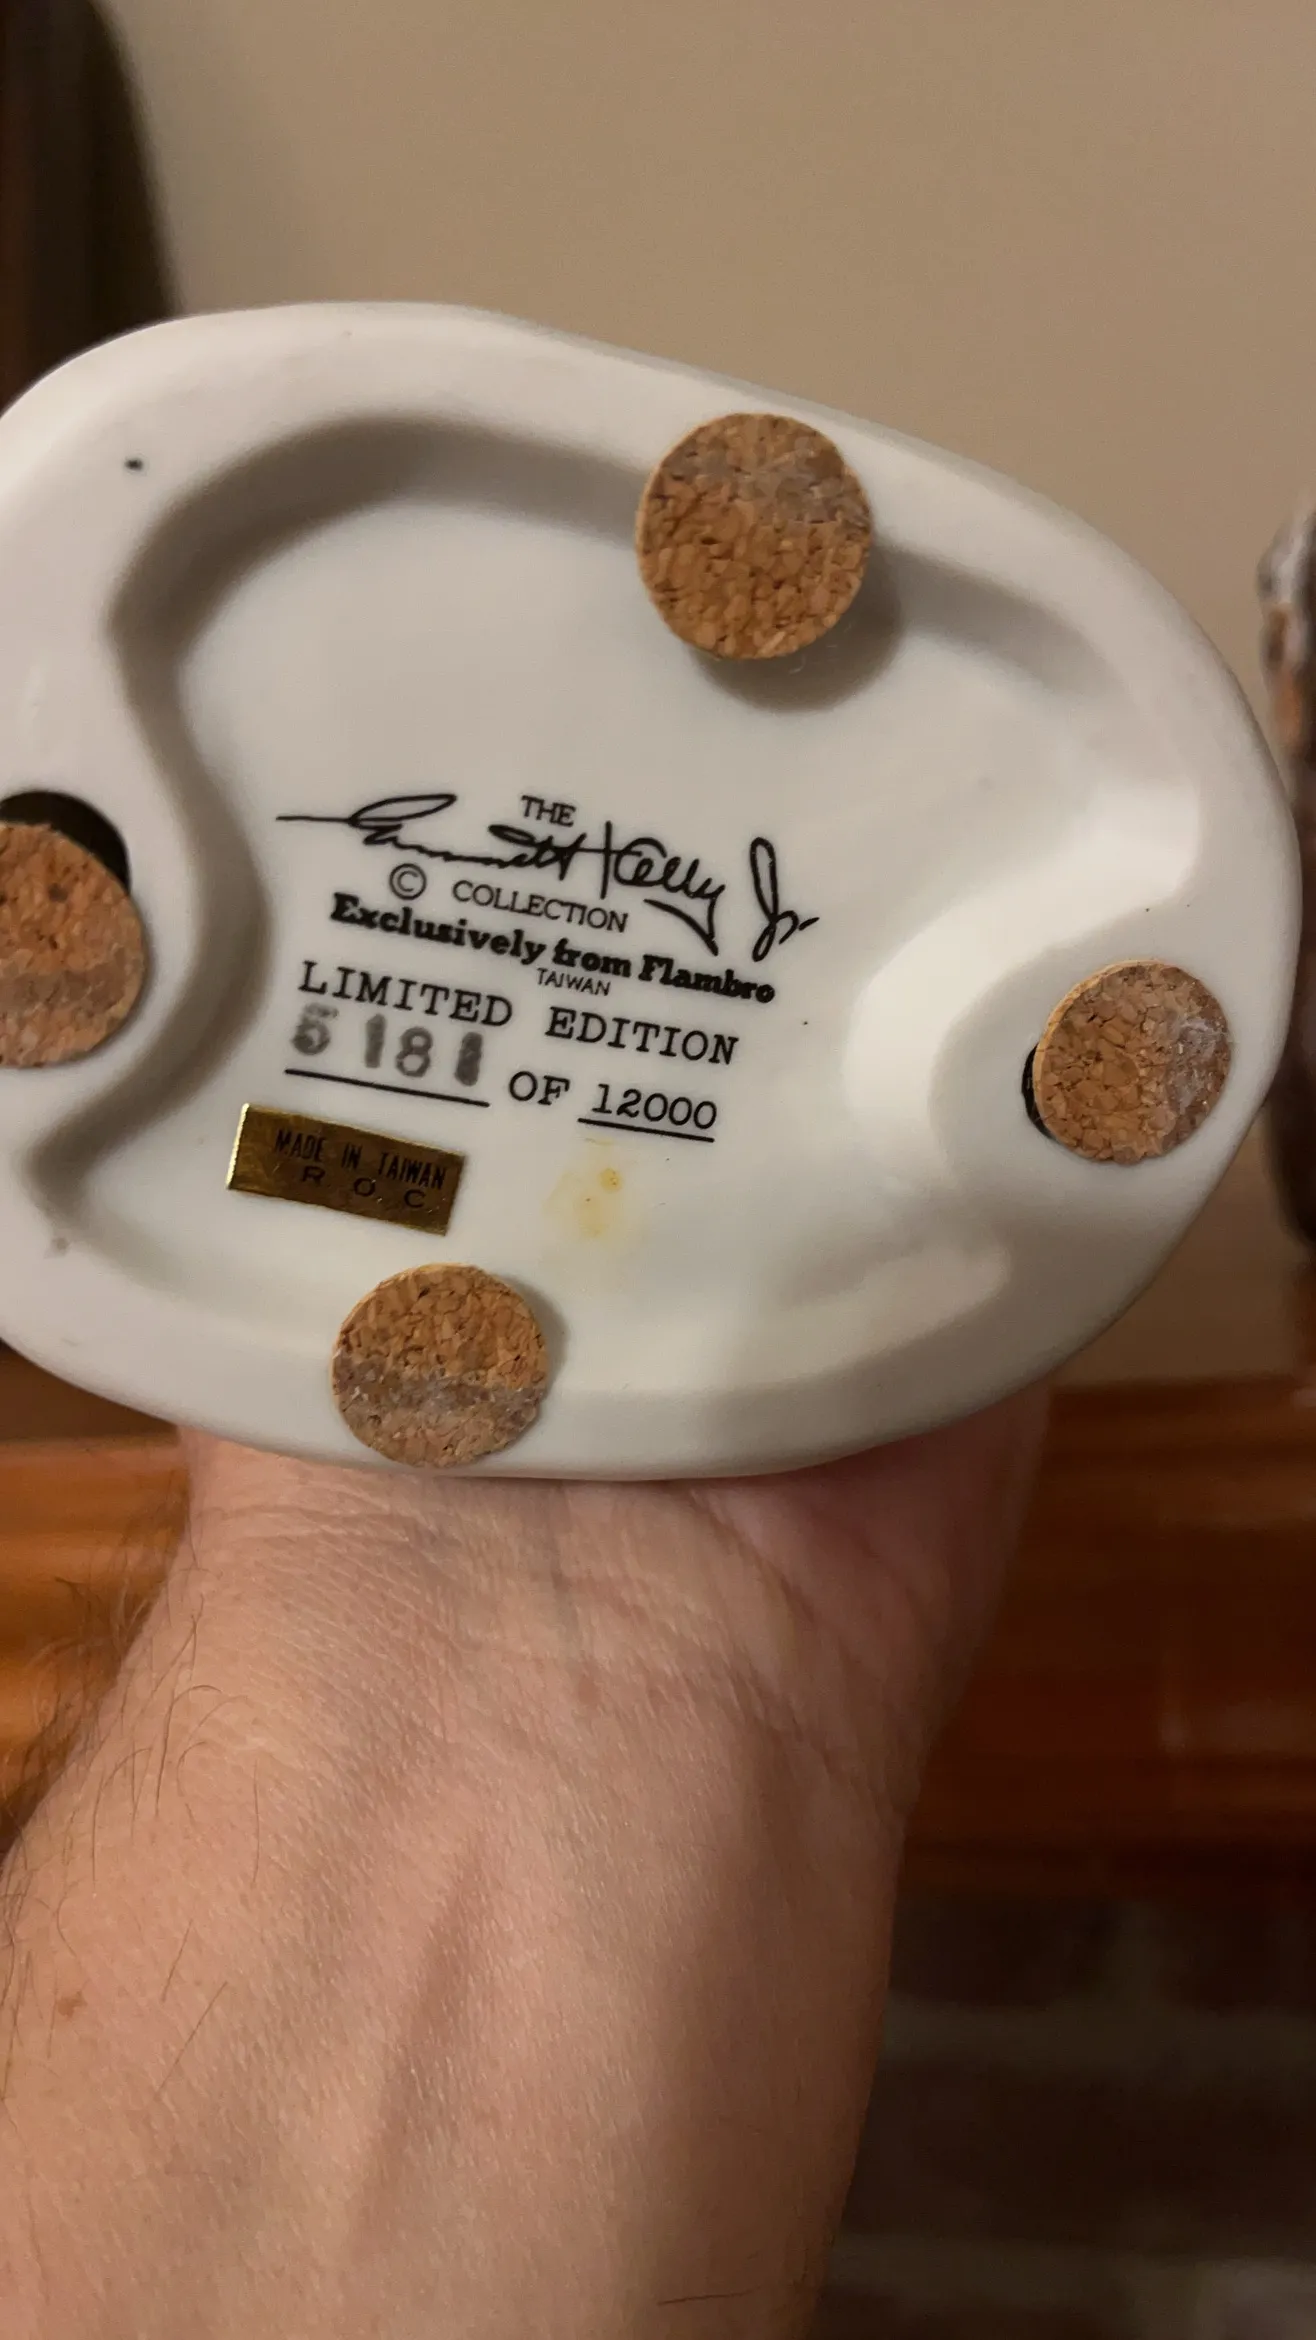 THE
Emmett Kelly Jr.
© COLLECTION
Exclusively from Flambro
TAIWAN
LIMITED EDITION
OF 12000
MADE IN TAIWAN
R O C